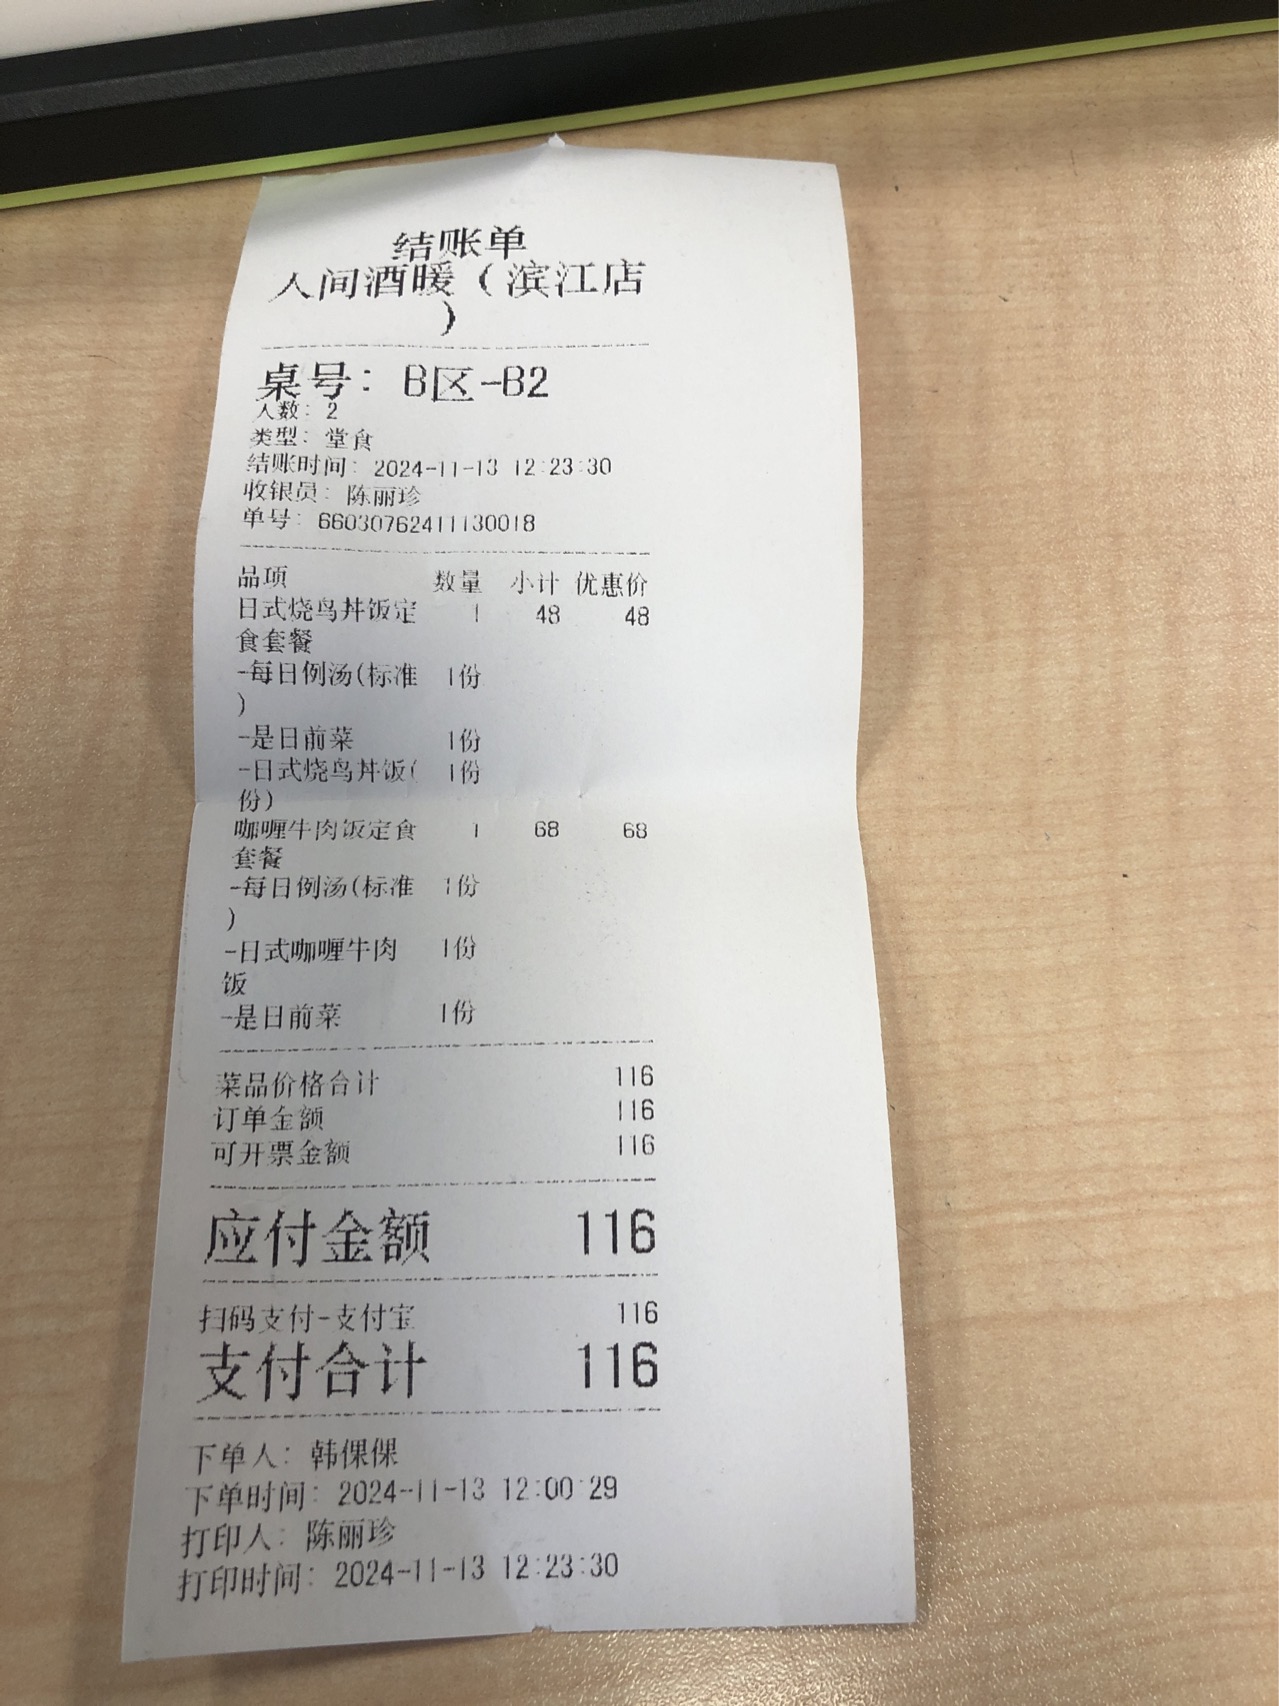 结账单
人间酒暖（滨江店
）
桌号：B区-B2
人数：2
类型：堂食
结账时间：2024-11-13 12:23:30
收银员：陈丽珍
单号：66030762411130018
品项 数量 小计 优惠价
日式烧鸟丼饭定 1 48 48
食套餐
-每日例汤(标准 1份
)
-是日前菜 1份
-日式烧鸟丼饭( 1份
份)
咖喱牛肉饭定食 1 68 68
套餐
-每日例汤(标准 1份
)
-日式咖喱牛肉 1份
饭
-是日前菜 1份
菜品价格合计 116
订单金额 116
可开票金额 116
应付金额 116
扫码支付-支付宝 116
支付合计 116
下单人：韩倮倮
下单时间：2024-11-13 12:00:29
打印人：陈丽珍
打印时间：2024-11-13 12:23:30